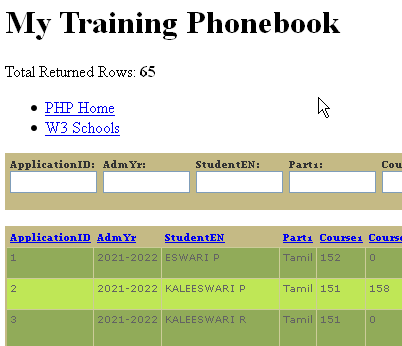 My Training Phonebook
Total Returned Rows: 65
PHP Home
W3 Schools
ApplicationID: AdmYr: StudentEN: Part1: Cou
ApplicationID AdmYr StudentEN Part1 Course1 Course
1 2021-2022 ESWARI P Tamil 152 0
2 2021-2022 KALEESWARI P Tamil 151 158
3 2021-2022 KALEESWARI R Tamil 151 0